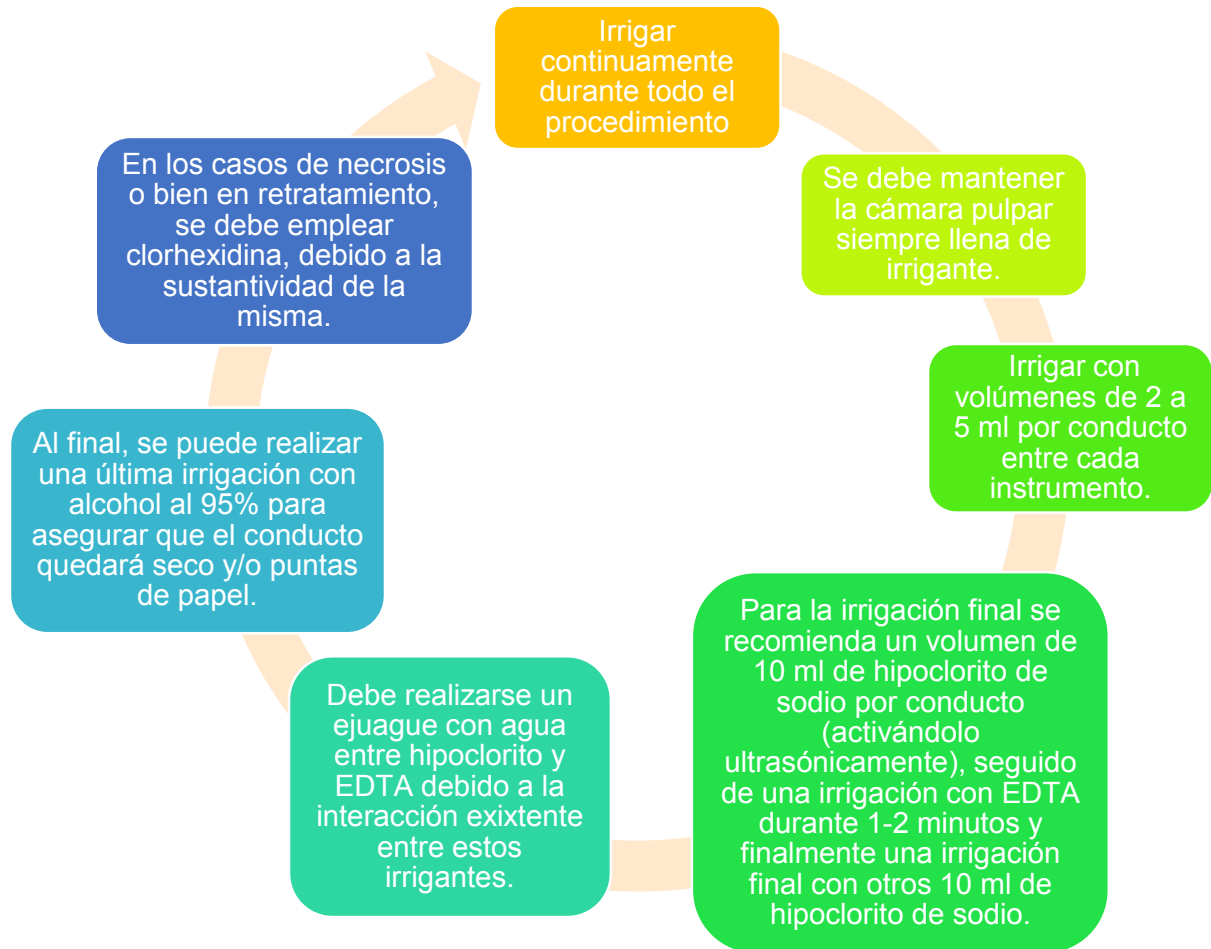 Irrigar
continuamente
durante todo el
procedimiento
Se debe mantener
la cámara pulpar
siempre llena de
irrigante.
Irrigar con
volúmenes de 2 a
5 ml por conducto
entre cada
instrumento.
Para la irrigación final se
recomienda un volumen de
10 ml de hipoclorito de
sodio por conducto
(activándolo
ultrasónicamente), seguido
de una irrigación con EDTA
durante 1-2 minutos y
finalmente una irrigación
final con otros 10 ml de
hipoclorito de sodio.
Debe realizarse un
ejuague con agua
entre hipoclorito y
EDTA debido a la
interacción exixtente
entre estos
irrigantes.
Al final, se puede realizar
una última irrigación con
alcohol al 95% para
asegurar que el conducto
quedará seco y/o puntas
de papel.
En los casos de necrosis
o bien en retratamiento,
se debe emplear
clorhexidina, debido a la
sustantividad de la
misma.